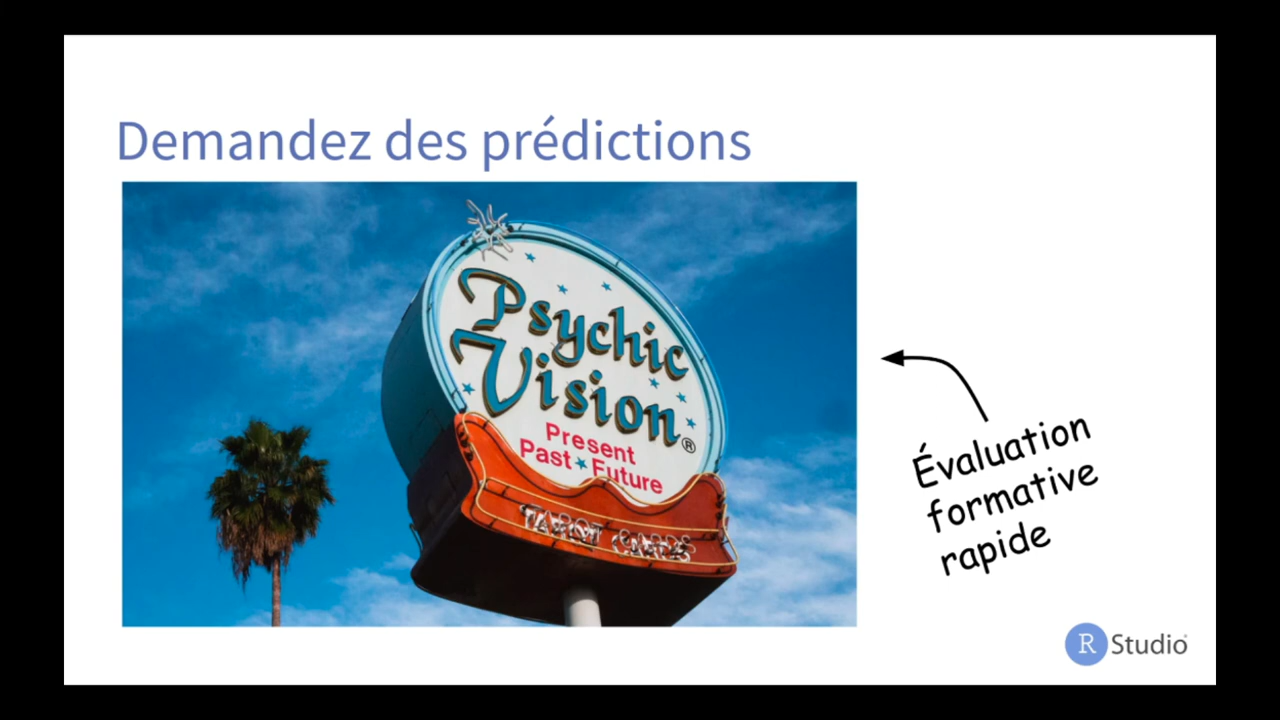 Demandez des prédictions
Psychic
Vision®
Present
Past Future
TAROT CARDS
Évaluation
formative
rapide
R Studio